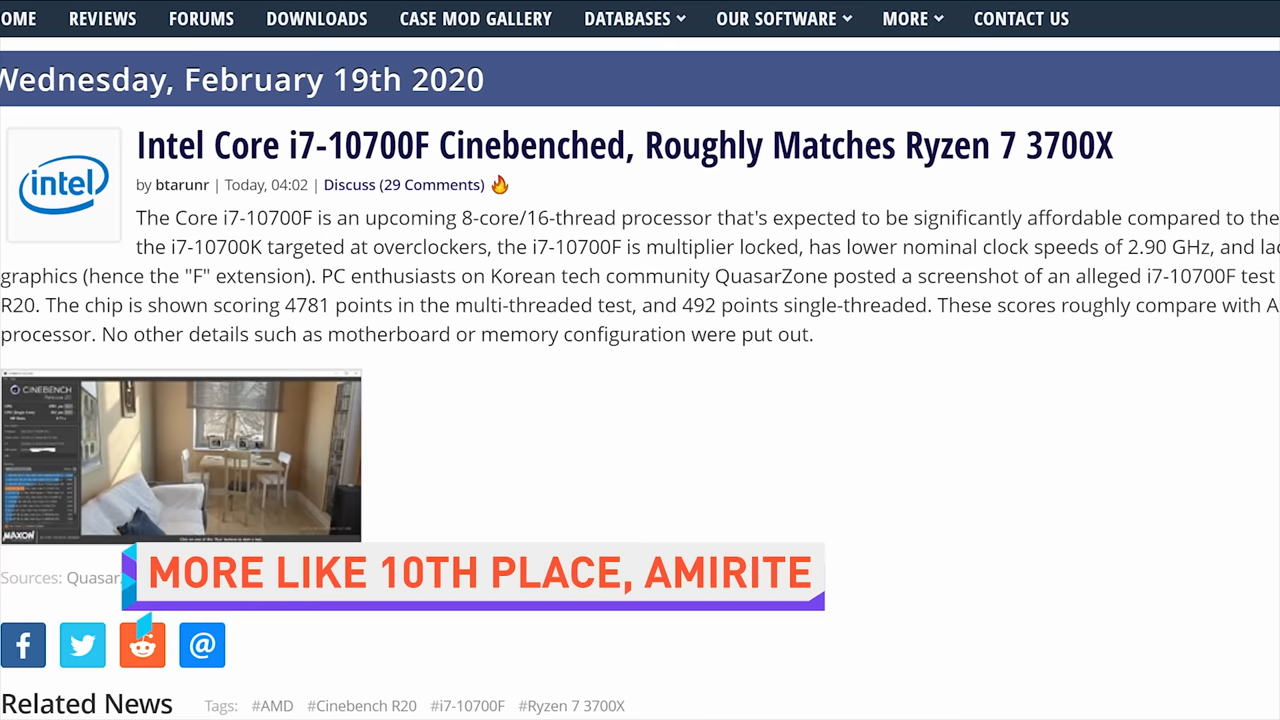 OME REVIEWS FORUMS DOWNLOADS CASE MOD GALLERY DATABASES OUR SOFTWARE MORE CONTACT US
Wednesday, February 19th 2020
intel
Intel Core i7-10700F Cinebenched, Roughly Matches Ryzen 7 3700X
by btarunr | Today, 04:02 | Discuss (29 Comments)
The Core i7-10700F is an upcoming 8-core/16-thread processor that's expected to be significantly affordable compared to the
the i7-10700K targeted at overclockers, the i7-10700F is multiplier locked, has lower nominal clock speeds of 2.90 GHz, and la
graphics (hence the "F" extension). PC enthusiasts on Korean tech community QuasarZone posted a screenshot of an alleged i7-10700F test
R20. The chip is shown scoring 4781 points in the multi-threaded test, and 492 points single-threaded. These scores roughly compare with A
processor. No other details such as motherboard or memory configuration were put out.
CINEBENCH
MAXON
Sources: Quasar
MORE LIKE 10TH PLACE, AMIRITE
Related News Tags: #AMD #Cinebench R20 #i7-10700F #Ryzen 7 3700X